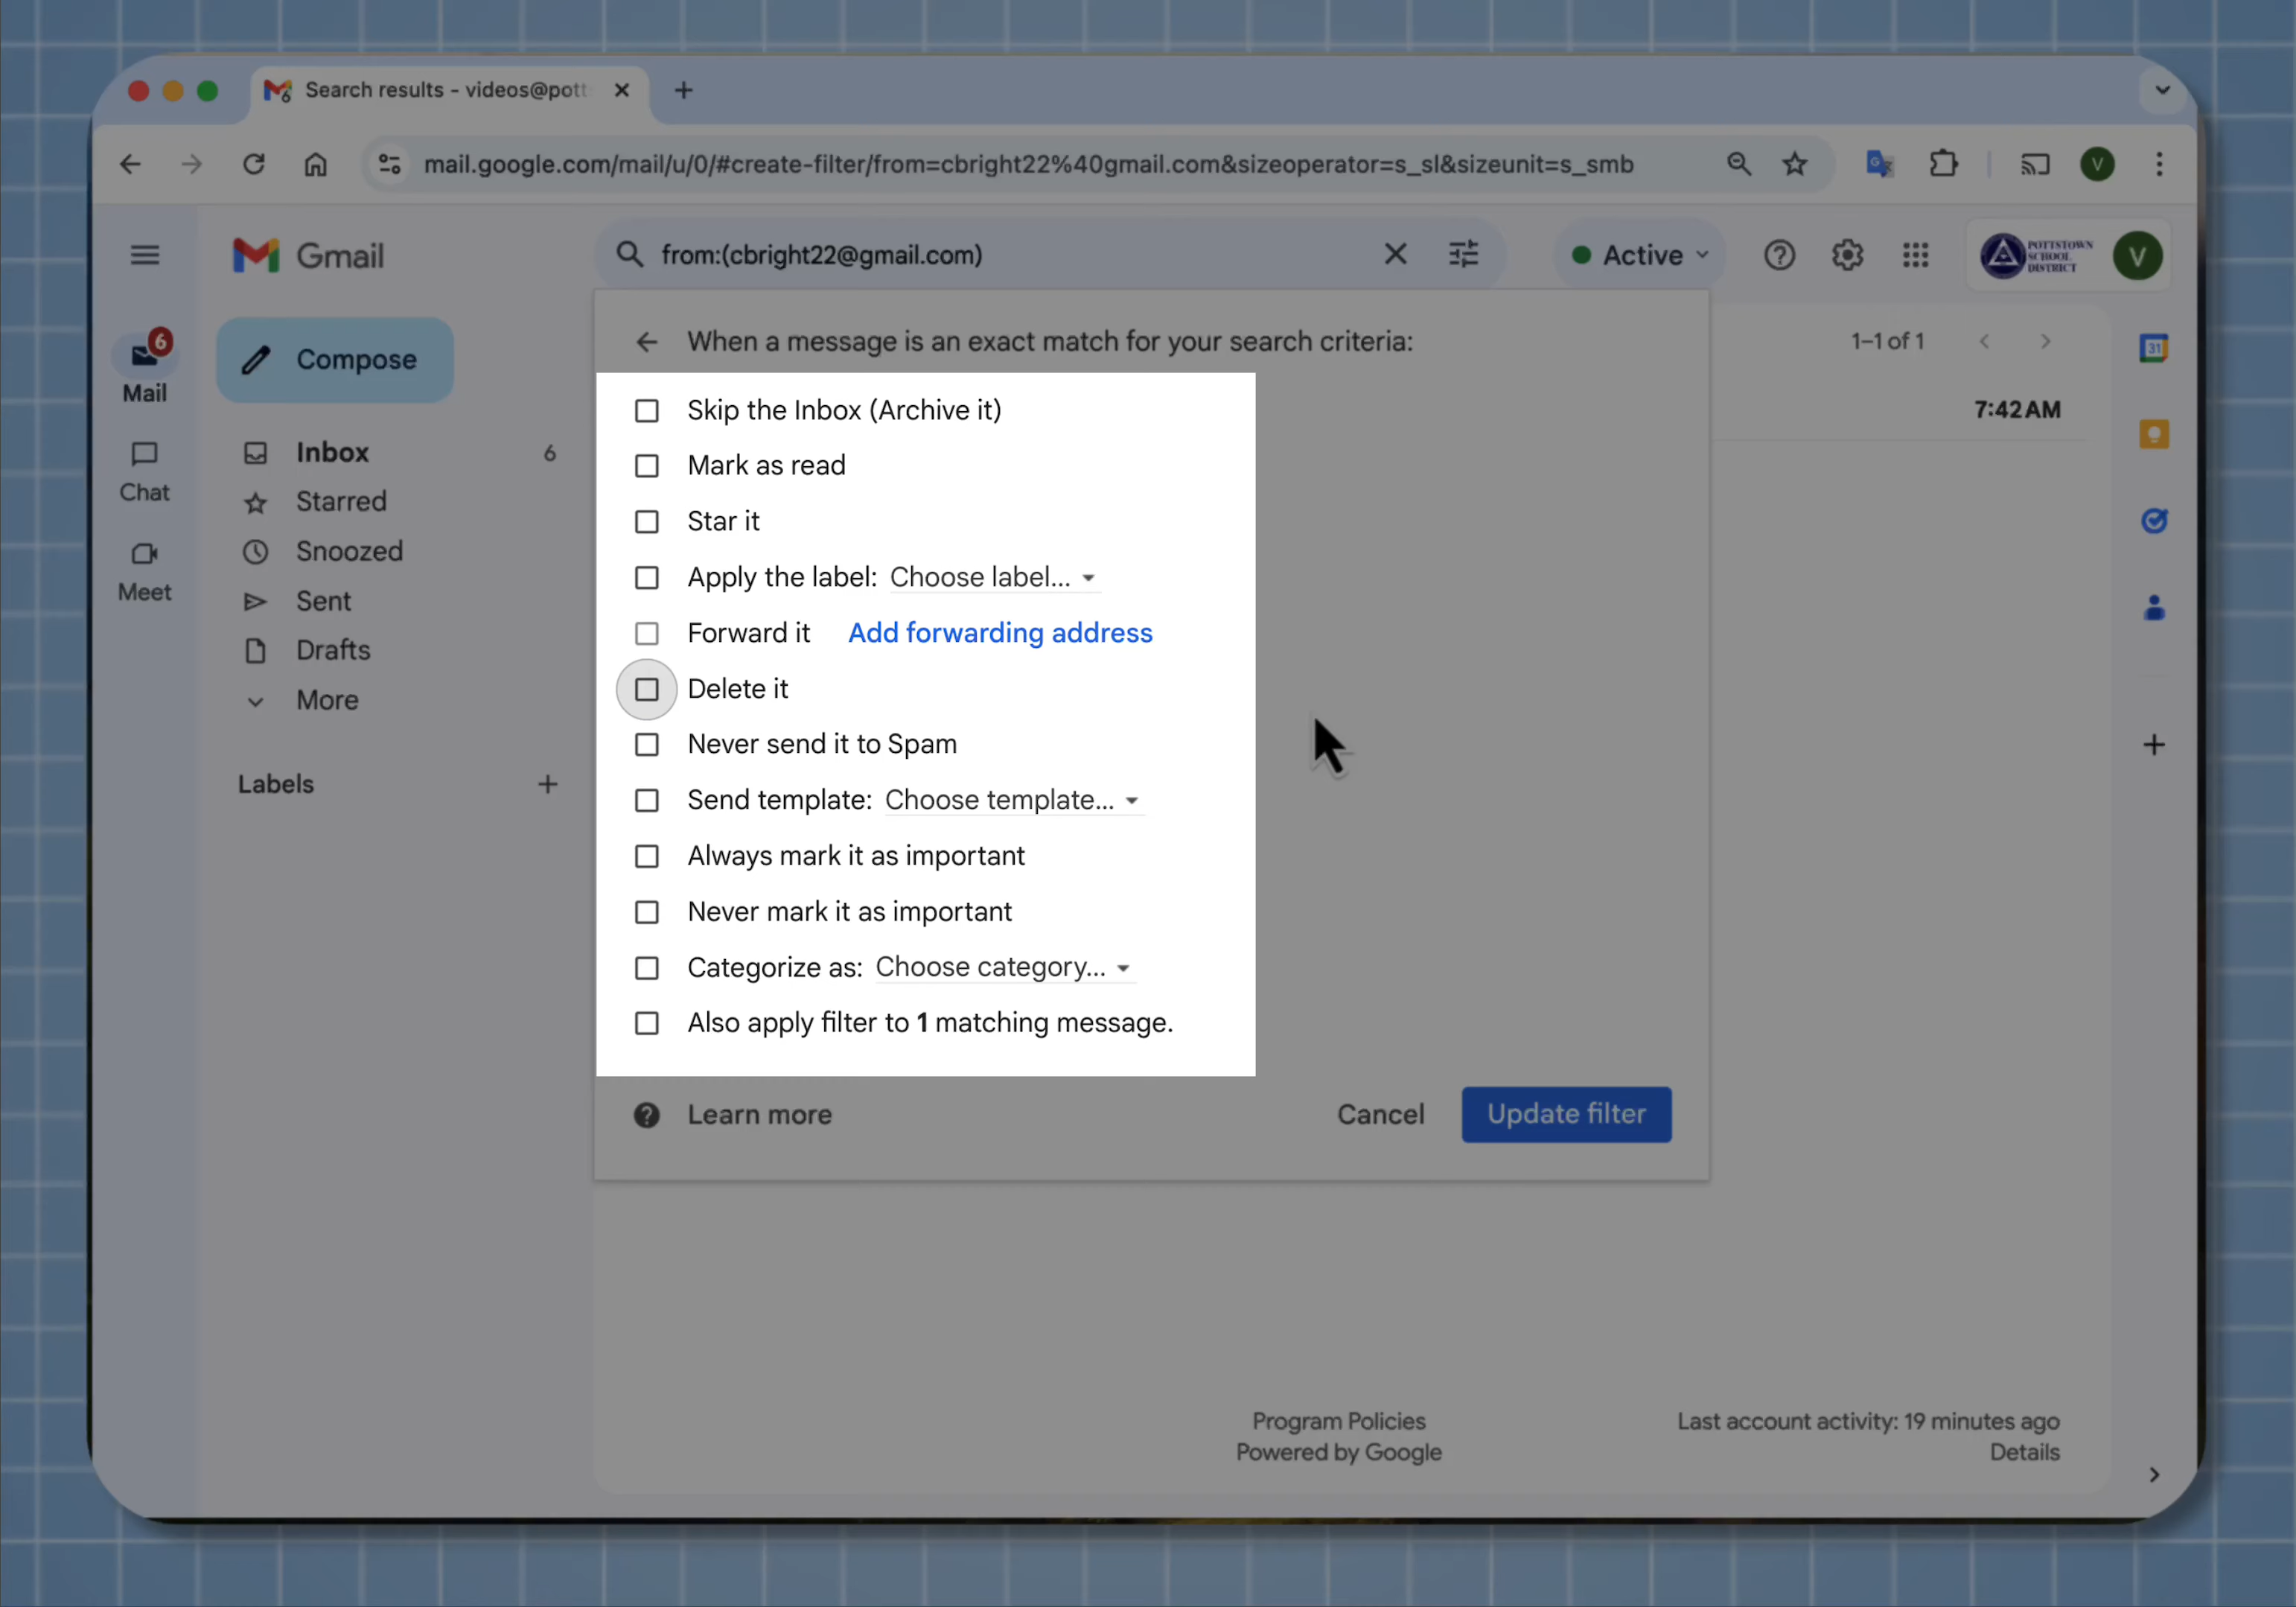 Search results - videos@pott
mail.google.com/mail/u/0/#create-filter/from=cbright22%40gmail.com&sizeoperator=s_sl&sizeunit=s_smb
V
Gmail
from:(cbright22@gmail.com)
Active
POTTSTOWN
SCHOOL
DISTRICT
V
6
Mail
Chat
Meet
Compose
Inbox 6
Starred
Snoozed
Sent
Drafts
More
Labels
When a message is an exact match for your search criteria:
Skip the Inbox (Archive it)
Mark as read
Star it
Apply the label: Choose label...
Forward it Add forwarding address
Delete it
Never send it to Spam
Send template: Choose template...
Always mark it as important
Never mark it as important
Categorize as: Choose category...
Also apply filter to 1 matching message.
Learn more
Cancel Update filter
1–1 of 1
7:42 AM
31
Program Policies
Powered by Google
Last account activity: 19 minutes ago
Details